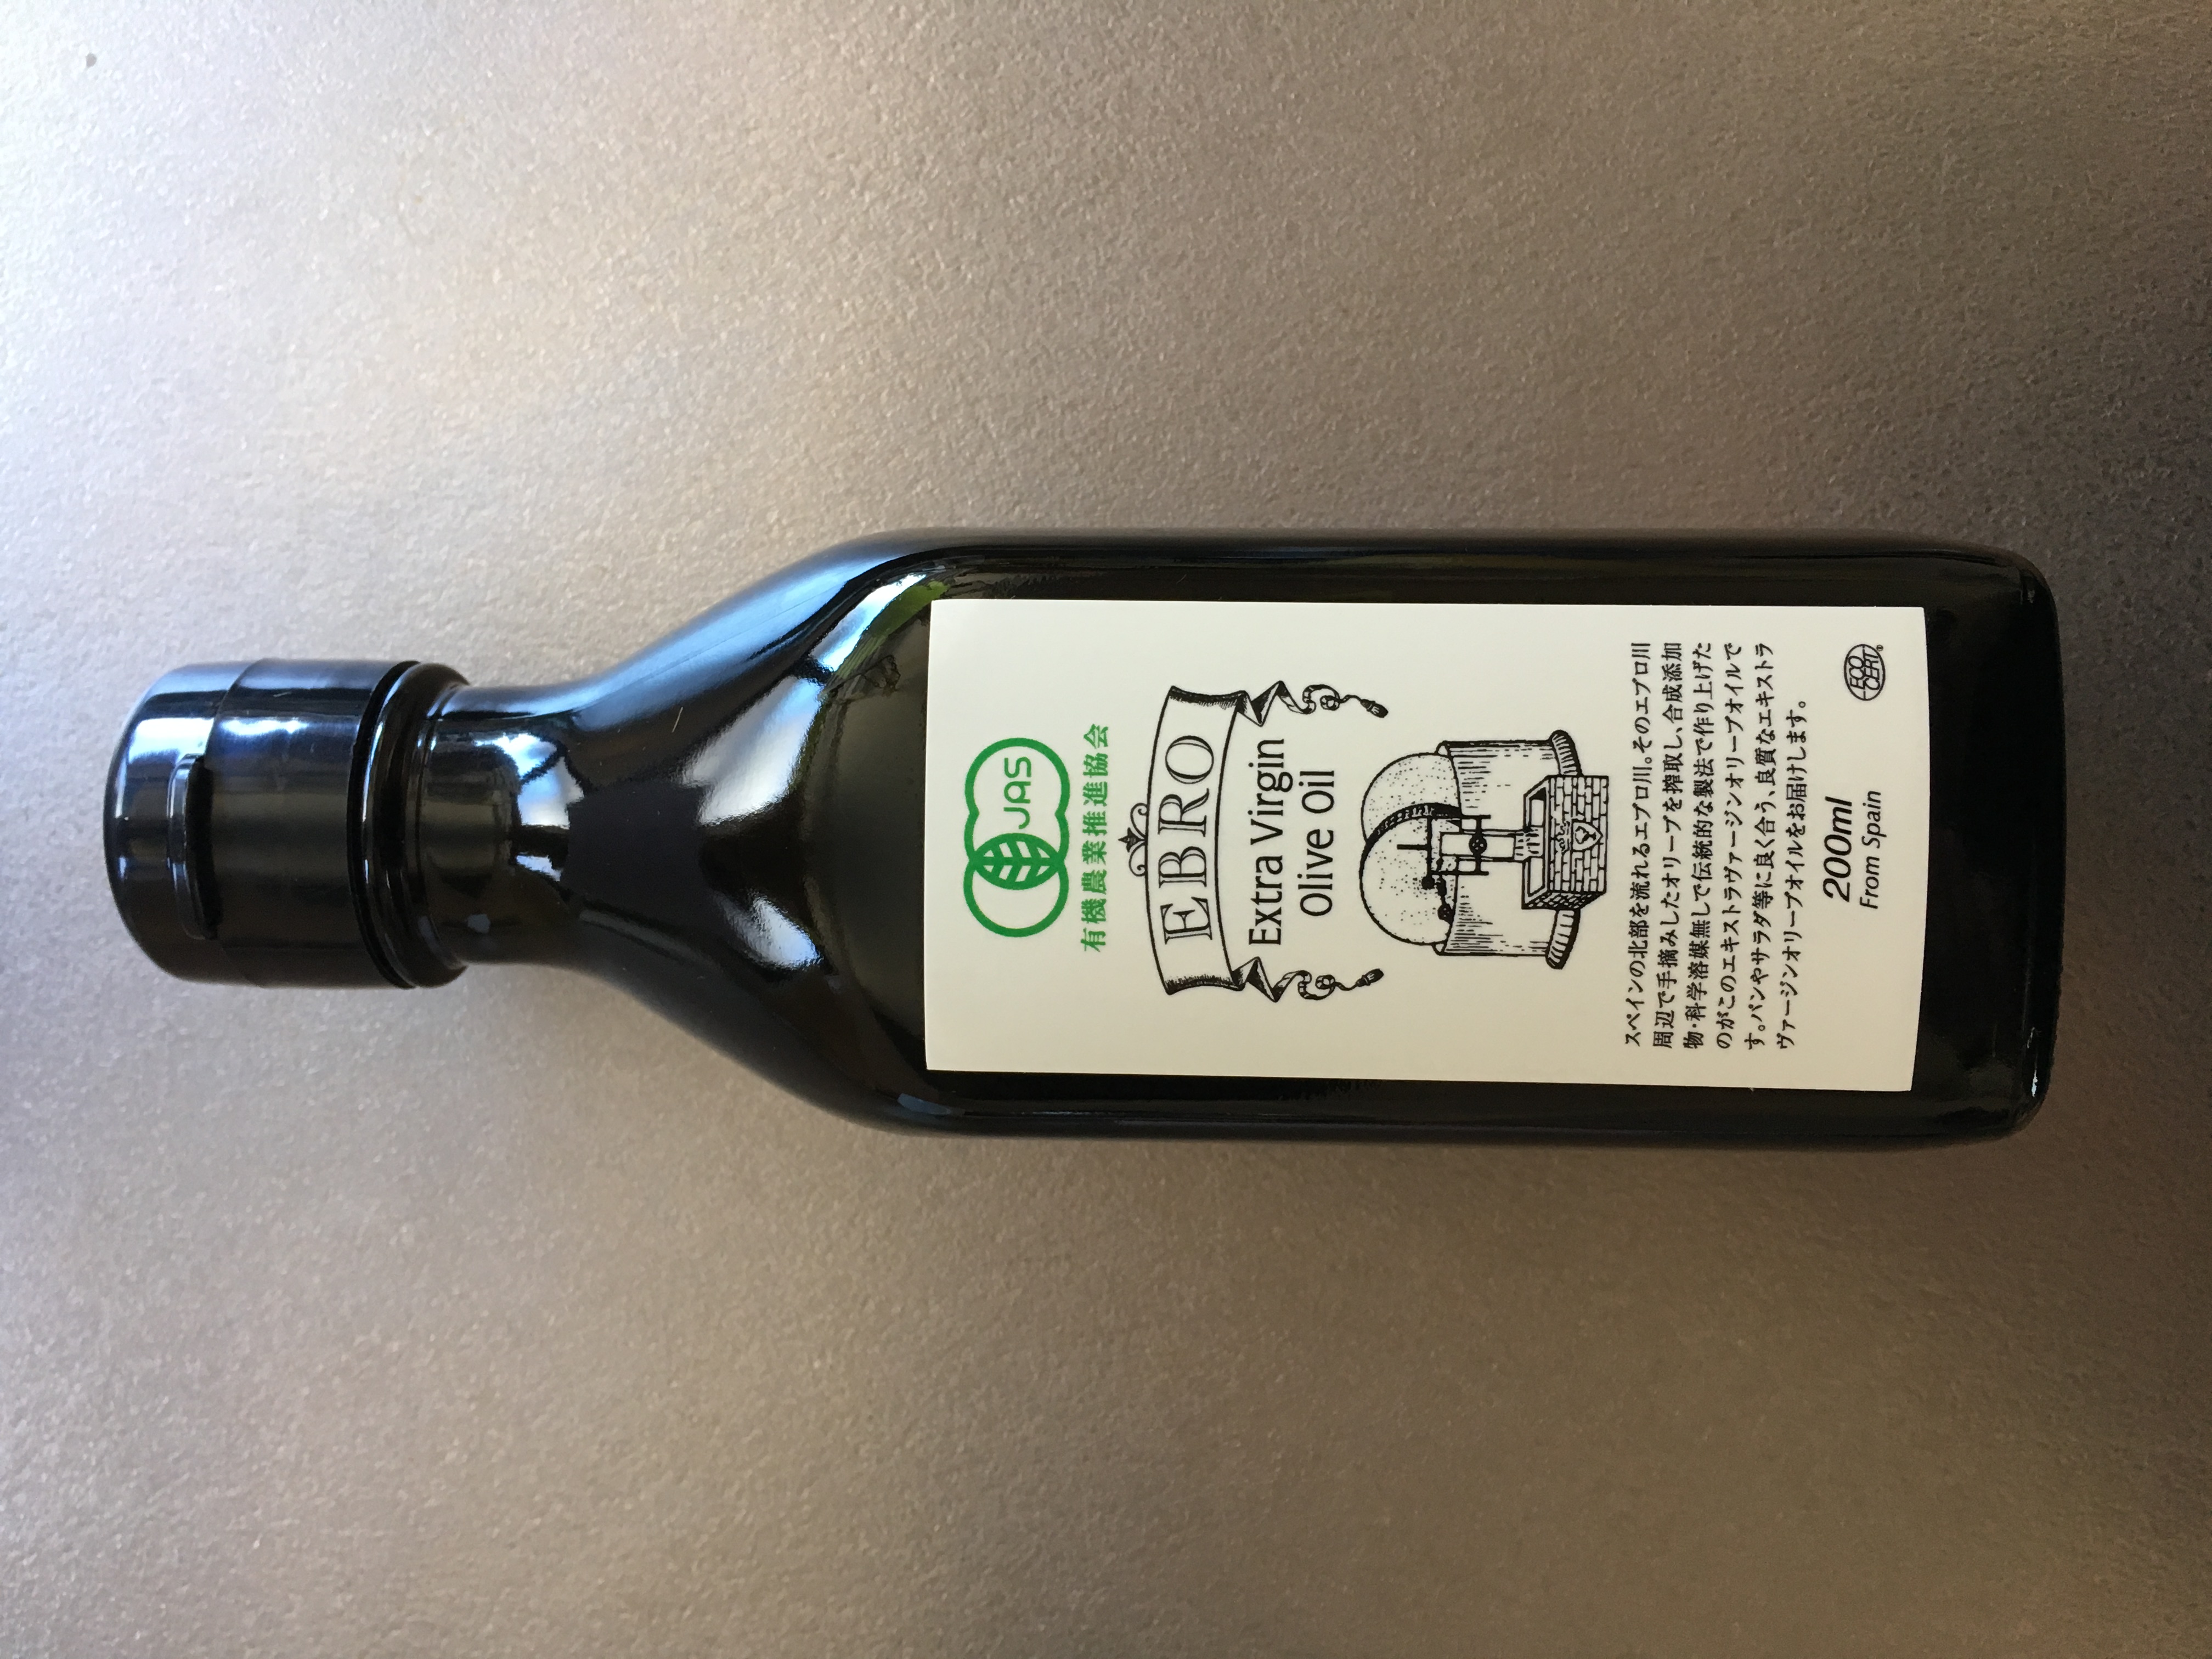 JAS
有機農業推進協会
EBRO
Extra Virgin
Olive Oil
スペインの北部を流れるエブロ川。そのエブロ川
周辺で手摘みしたオリーブを搾取し、合成添加
物・科学溶媒無しで伝統的な製法で作り上げた
のがこのエキストラヴァージンオリーブオイルで
す。パンやサラダ等に良く合う、良質なエキストラ
ヴァージンオリーブオイルをお届けします。
200ml
From Spain
ECO
CERT®